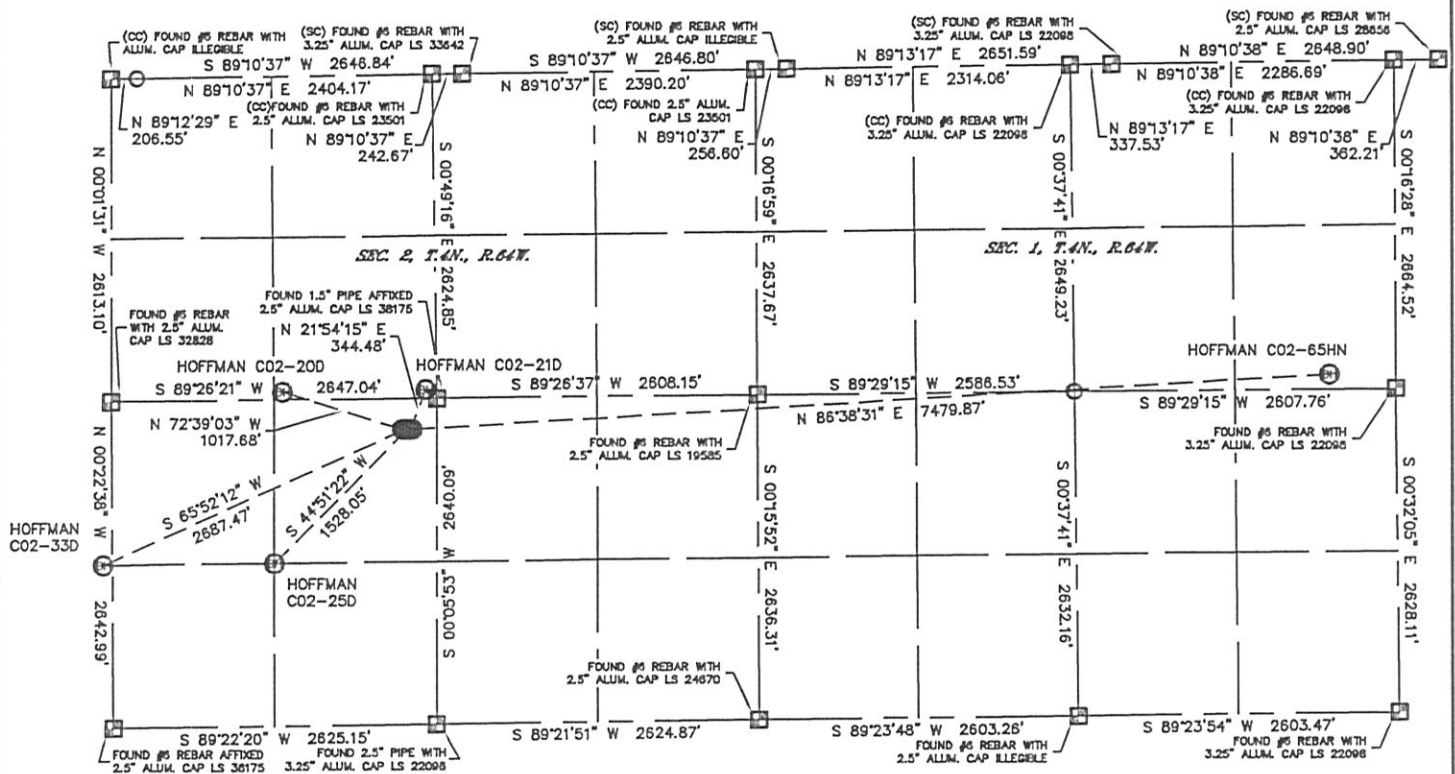 (CC) FOUND #6 REBAR WITH
ALUM. CAP ILLEGIBLE
(SC) FOUND #6 REBAR WITH
3.25" ALUM. CAP LS 33642
(SC) FOUND #6 REBAR WITH
2.5" ALUM. CAP ILLEGIBLE
(SC) FOUND #6 REBAR WITH
3.25" ALUM. CAP LS 22098
(SC) FOUND #6 REBAR WITH
2.5" ALUM. CAP LS 28656
S 89°10'37" W 2646.84'
N 89°10'37" E 2404.17'
S 89°10'37" W 2646.80'
N 89°10'37" E 2390.20'
N 89°13'17" E 2651.59'
N 89°13'17" E 2314.06'
N 89°10'38" E 2648.90'
N 89°10'38" E 2286.69'
N 89°12'29" E
206.55'
(CC) FOUND #6 REBAR WITH
2.5" ALUM. CAP LS 23501
N 89°10'37" E
242.67'
(CC) FOUND 2.5" ALUM.
CAP LS 23501
N 89°10'37" E
256.60'
(CC) FOUND #6 REBAR WITH
3.25" ALUM. CAP LS 22098
N 89°13'17" E
337.53'
(CC) FOUND #6 REBAR WITH
3.25" ALUM. CAP LS 22098
N 89°10'38" E
362.21'
N 00°01'31" W 2613.10'
S 00°49'16" E 2624.85'
S 00°16'59" E 2637.67'
S 00°37'41" E 2649.23'
S 00°16'28" E 2664.52'
SEC. 2, T.4N., R.64W.
SEC. 1, T.4N., R.64W.
FOUND #6 REBAR
WITH 2.5" ALUM.
CAP LS 32828
FOUND 1.5" PIPE AFFIXED
2.5" ALUM. CAP LS 38175
N 21°54'15" E
344.48'
HOFFMAN C02-20D
HOFFMAN C02-21D
HOFFMAN C02-65HN
S 89°26'21" W 2647.04'
S 89°26'37" W 2608.15'
S 89°29'15" W 2586.53'
S 89°29'15" W 2607.76'
N 72°39'03" W
1017.68'
N 86°38'31" E 7479.87'
FOUND #6 REBAR WITH
2.5" ALUM. CAP LS 19585
FOUND #6 REBAR WITH
3.25" ALUM. CAP LS 22098
N 00°22'38" W 2642.99'
S 65°52'12" W
2687.47'
S 44°51'22" W
1528.05'
S 00°05'53" W 2640.09'
S 00°15'52" E 2636.31'
S 00°37'41" E 2632.16'
S 00°32'05" E 2628.11'
HOFFMAN
C02-33D
HOFFMAN
C02-25D
FOUND #6 REBAR WITH
2.5" ALUM. CAP LS 24670
S 89°22'20" W 2625.15'
S 89°21'51" W 2624.87'
S 89°23'48" W 2603.26'
S 89°23'54" W 2603.47'
FOUND #6 REBAR AFFIXED
2.5" ALUM. CAP LS 38175
FOUND 2.5" PIPE WITH
3.25" ALUM. CAP LS 22098
FOUND #6 REBAR WITH
2.5" ALUM. CAP ILLEGIBLE
FOUND #6 REBAR WITH
3.25" ALUM. CAP LS 22098